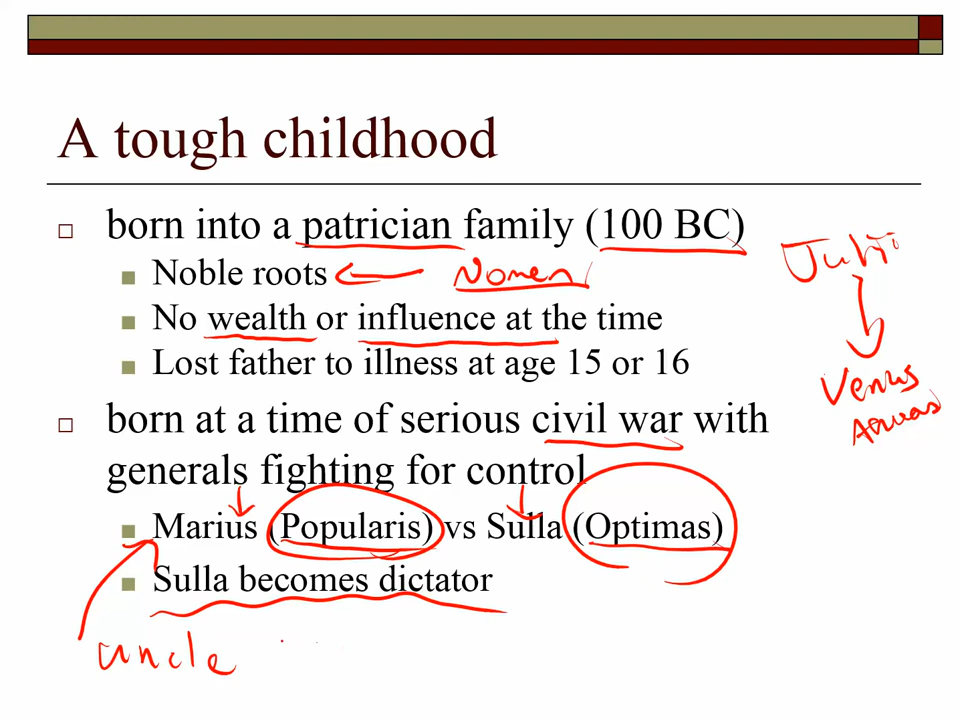 A tough childhood
born into a patrician family (100 BC)
Noble roots Nomen
No wealth or influence at the time
Lost father to illness at age 15 or 16
born at a time of serious civil war with
generals fighting for control
Marius (Popularis) vs Sulla (Optimas)
Sulla becomes dictator
uncle
Venus